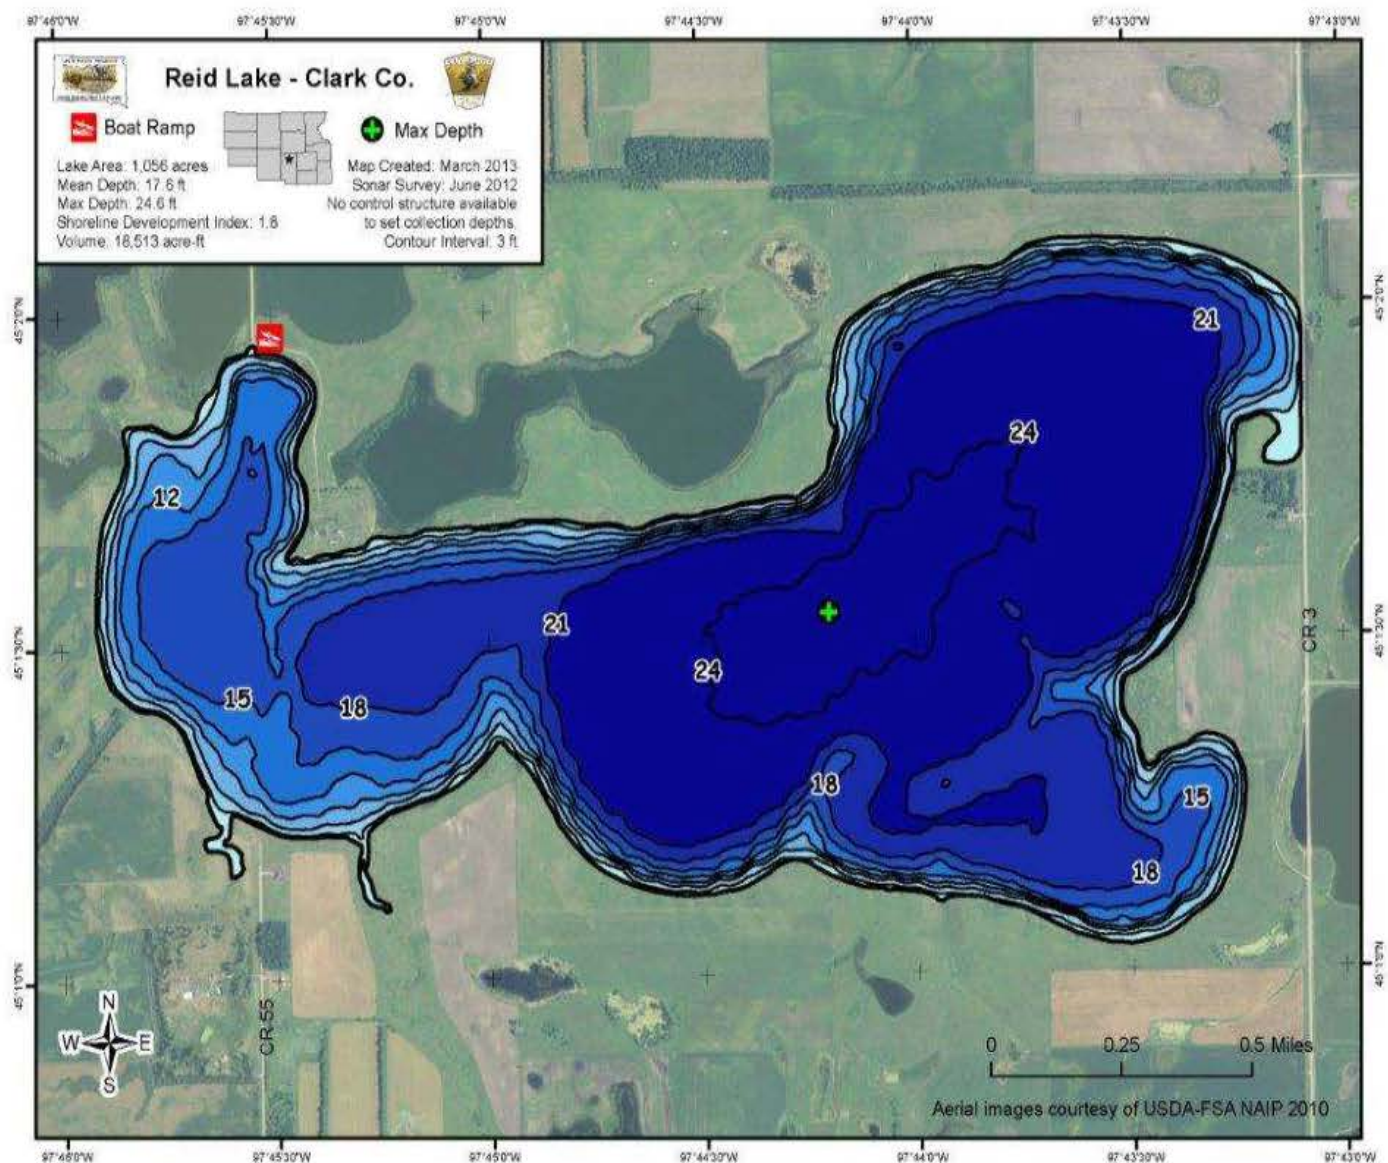 97°46'0"W 97°45'30"W 97°45'0"W 97°44'30"W 97°44'0"W 97°43'30"W 97°43'0"W
Reid Lake - Clark Co.
Boat Ramp
Max Depth
Lake Area: 1,056 acres
Mean Depth: 17.6 ft
Max Depth: 24.6 ft
Shoreline Development Index: 1.8
Volume: 18,513 acre-ft
Map Created: March 2013
Sonar Survey: June 2012
No control structure available
to set collection depths.
Contour Interval: 3 ft
45°2'0"N
45°2'0"N
21
24
12
21
45°1'30"N
45°1'30"N
CR 3
24
15
18
18
15
18
45°1'0"N
45°1'0"N
CR 55
N
W E
S
0 0.25 0.5 Miles
Aerial images courtesy of USDA-FSA NAIP 2010
97°46'0"W 97°45'30"W 97°45'0"W 97°44'30"W 97°44'0"W 97°43'30"W 97°43'0"W